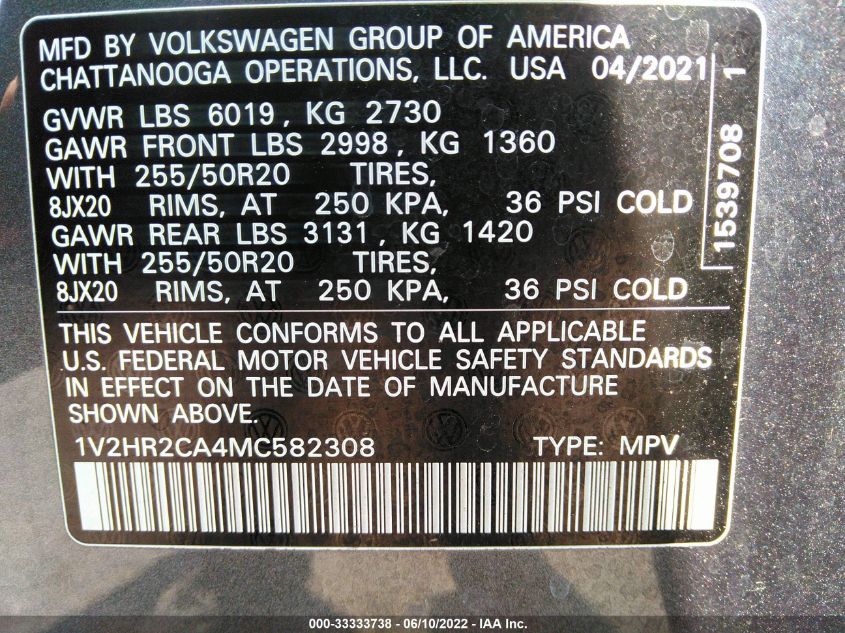 MFD BY VOLKSWAGEN GROUP OF AMERICA
CHATTANOOGA OPERATIONS, LLC. USA 04/2021
GVWR LBS 6019, KG 2730
GAWR FRONT LBS 2998, KG 1360
WITH 255/50R20 TIRES,
8JX20 RIMS, AT 250 KPA, 36 PSI COLD
GAWR REAR LBS 3131, KG 1420
WITH 255/50R20 TIRES,
8JX20 RIMS, AT 250 KPA, 36 PSI COLD
1539708 1
THIS VEHICLE CONFORMS TO ALL APPLICABLE
U.S. FEDERAL MOTOR VEHICLE SAFETY STANDARDS
IN EFFECT ON THE DATE OF MANUFACTURE
SHOWN ABOVE.
1V2HR2CA4MC582308 TYPE: MPV
000-33333738 - 06/10/2022 - IAA Inc.